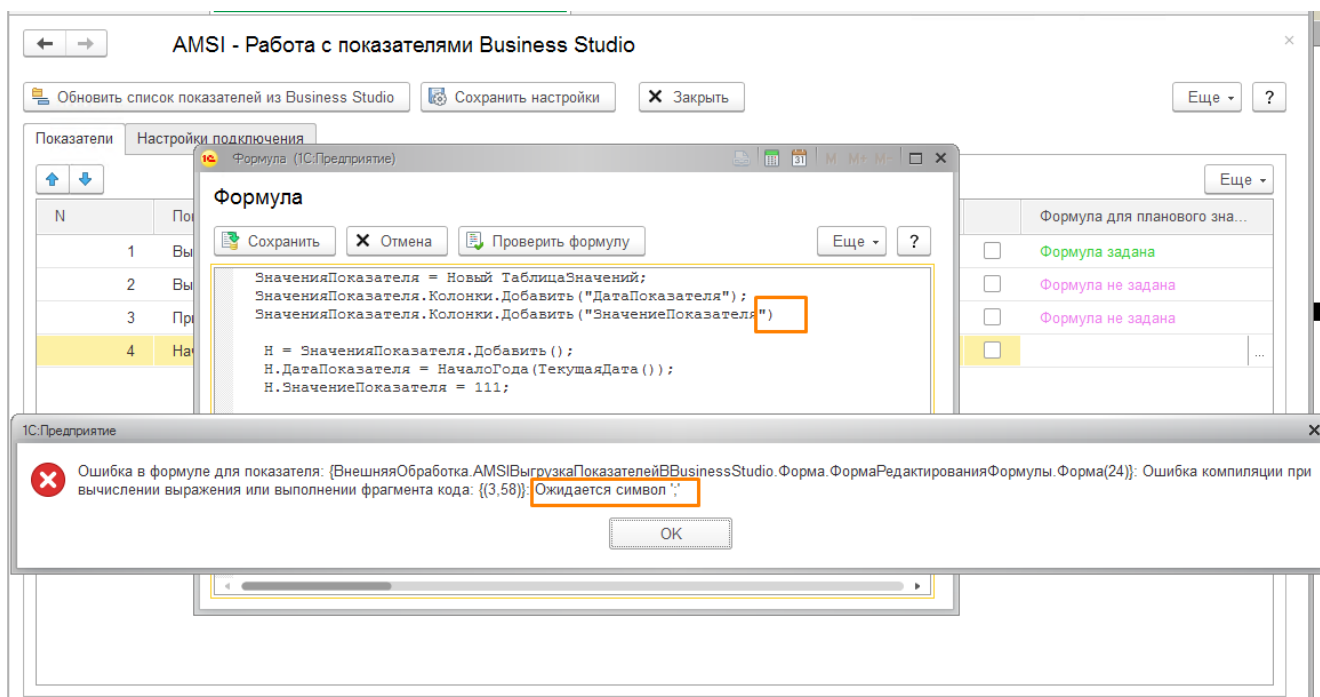 AMSI - Работа с показателями Business Studio
Обновить список показателей из Business Studio Сохранить настройки Закрыть Еще ?
Показатели Настройки подключения
Формула (1С:Предприятие) M M+ M-
Еще
Формула
N Формула для планового зна...
Сохранить Отмена Проверить формулу Еще ?
1 Формула задана
2 Формула не задана
3 Формула не задана
4 ...
ЗначенияПоказателя = Новый ТаблицаЗначений;
ЗначенияПоказателя.Колонки.Добавить("ДатаПоказателя");
ЗначенияПоказателя.Колонки.Добавить("ЗначениеПоказателя")
Н = ЗначенияПоказателя.Добавить();
Н.ДатаПоказателя = НачалоГода(ТекущаяДата());
Н.ЗначениеПоказателя = 111;
1С:Предприятие
Ошибка в формуле для показателя: {ВнешняяОбработка.AMSIВыгрузкаПоказателейВBusinessStudio.Форма.ФормаРедактированияФормулы.Форма(24)}: Ошибка компиляции при
вычислении выражения или выполнении фрагмента кода: {(3,58)}: Ожидается символ ';'
OK